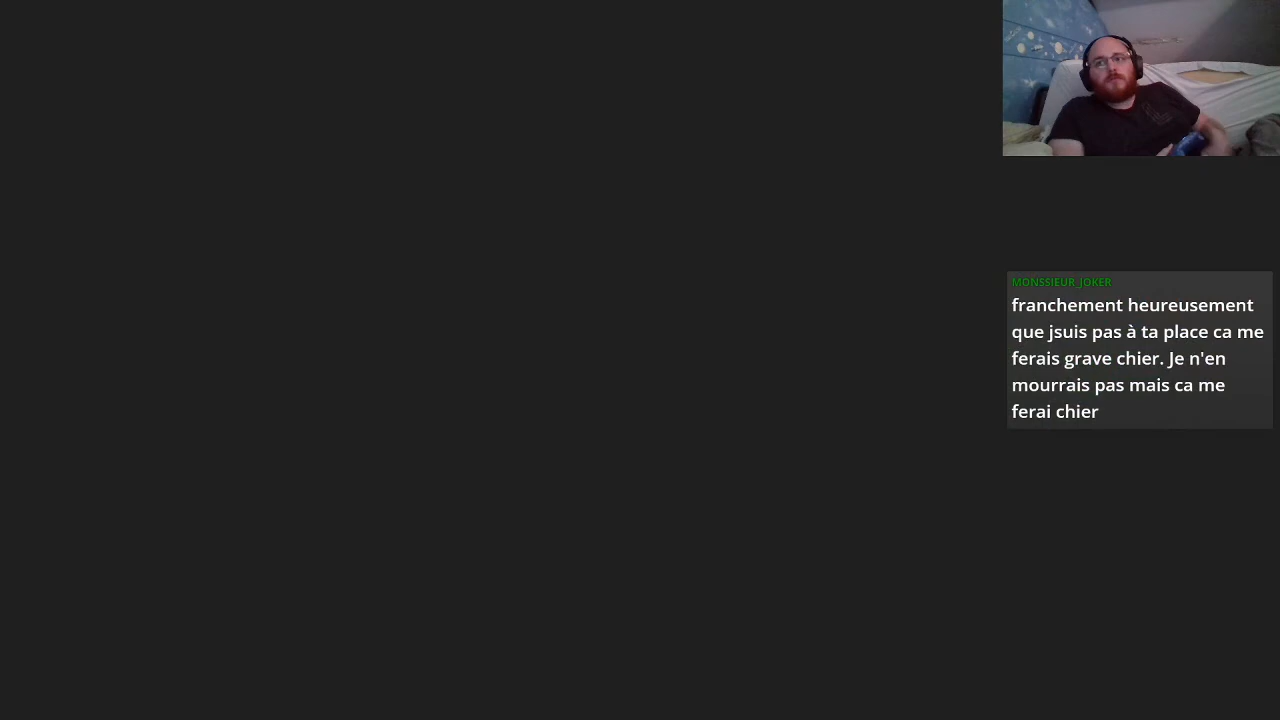 MONSSIEUR_JOKER
franchement heureusement
que jsuis pas à ta place ca me
ferais grave chier. Je n'en
mourrais pas mais ca me
ferai chier